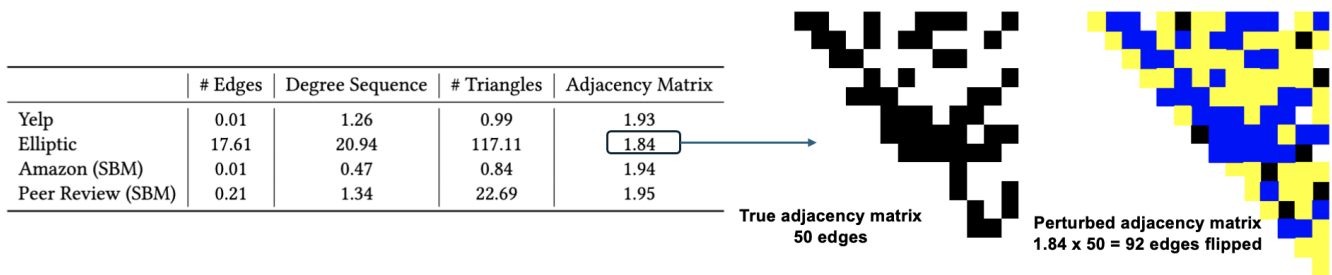 # Edges Degree Sequence # Triangles Adjacency Matrix
Yelp 0.01 1.26 0.99 1.93
Elliptic 17.61 20.94 117.11 1.84
Amazon (SBM) 0.01 0.47 0.84 1.94
Peer Review (SBM) 0.21 1.34 22.69 1.95
True adjacency matrix
50 edges
Perturbed adjacency matrix
1.84 x 50 = 92 edges flipped